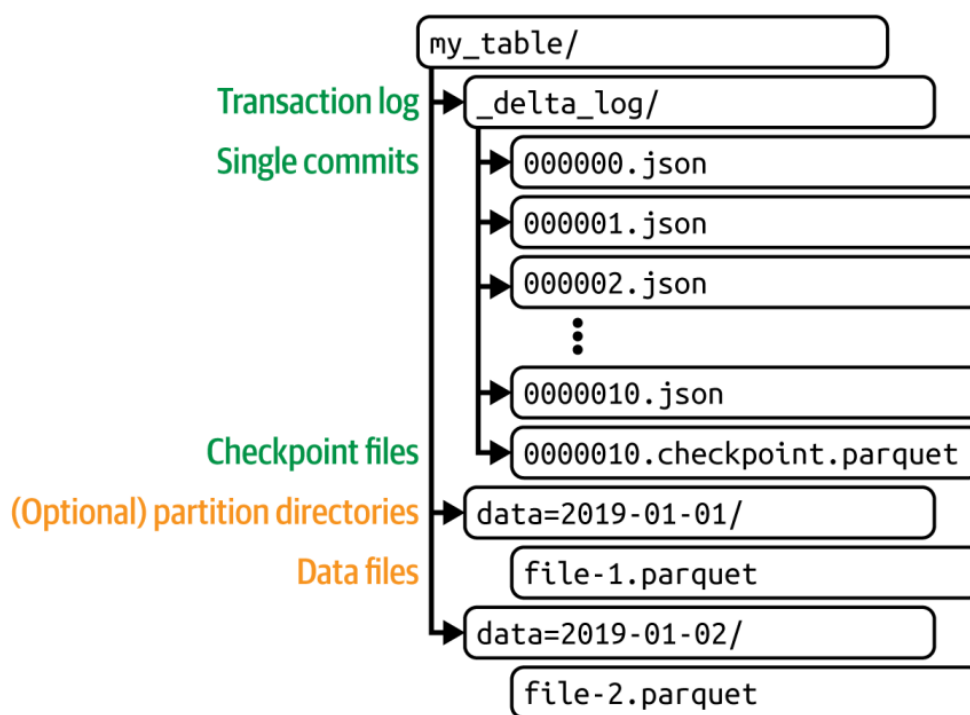 my_table/
Transaction log _delta_log/
Single commits 000000.json
000001.json
000002.json
0000010.json
Checkpoint files 0000010.checkpoint.parquet
(Optional) partition directories data=2019-01-01/
Data files file-1.parquet
data=2019-01-02/
file-2.parquet